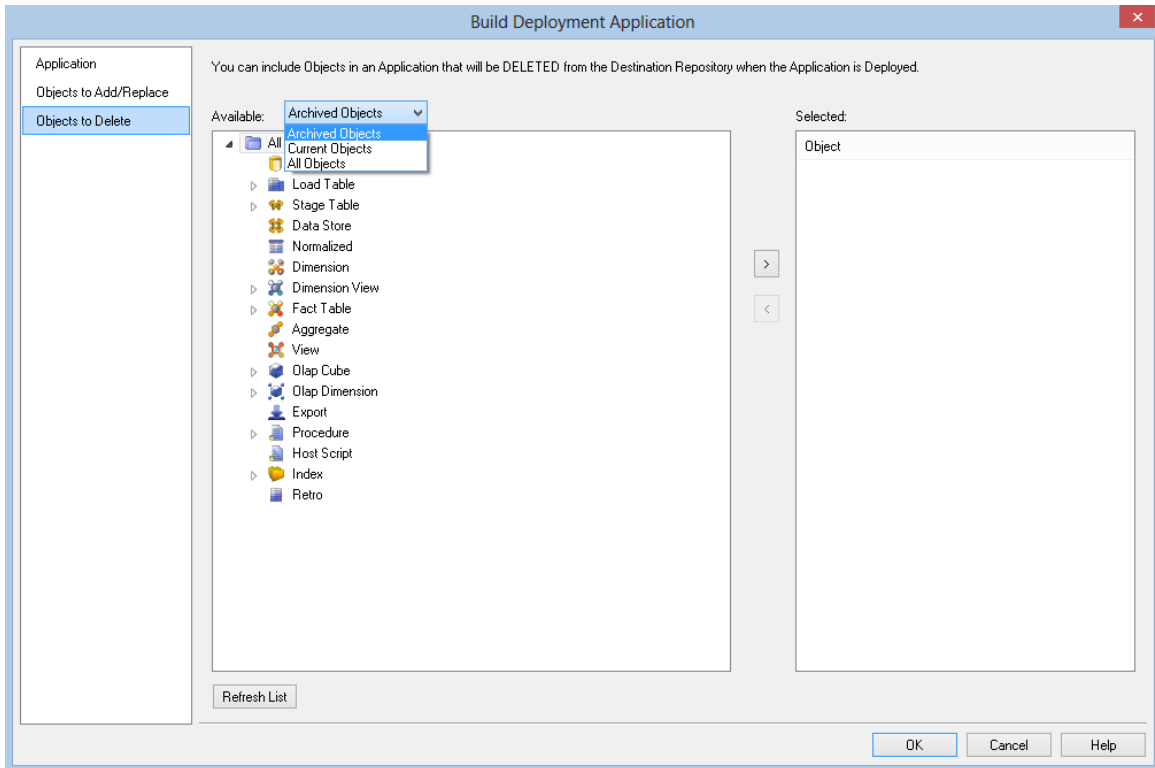 Build Deployment Application
Application
Objects to Add/Replace
Objects to Delete
You can include Objects in an Application that will be DELETED from the Destination Repository when the Application is Deployed.
Available:
Archived Objects
Archived Objects
Current Objects
All Objects
All
Load Table
Stage Table
Data Store
Normalized
Dimension
Dimension View
Fact Table
Aggregate
View
Olap Cube
Olap Dimension
Export
Procedure
Host Script
Index
Retro
Refresh List
>
<
Selected:
Object
OK
Cancel
Help